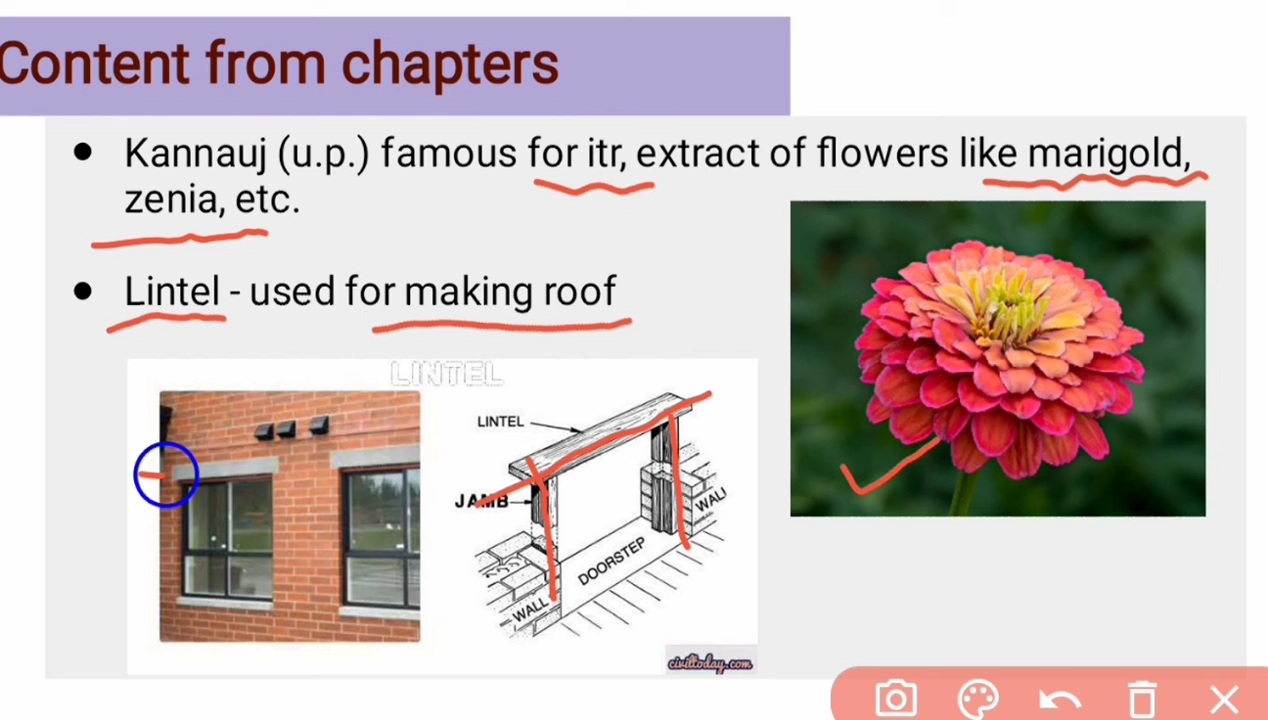 Content from chapters
● Kannauj (u.p.) famous for itr, extract of flowers like marigold,
zenia, etc.
● Lintel - used for making roof
LINTEL
LINTEL
JAMB
WALL
DOORSTEP
WALL
civiltoday.com